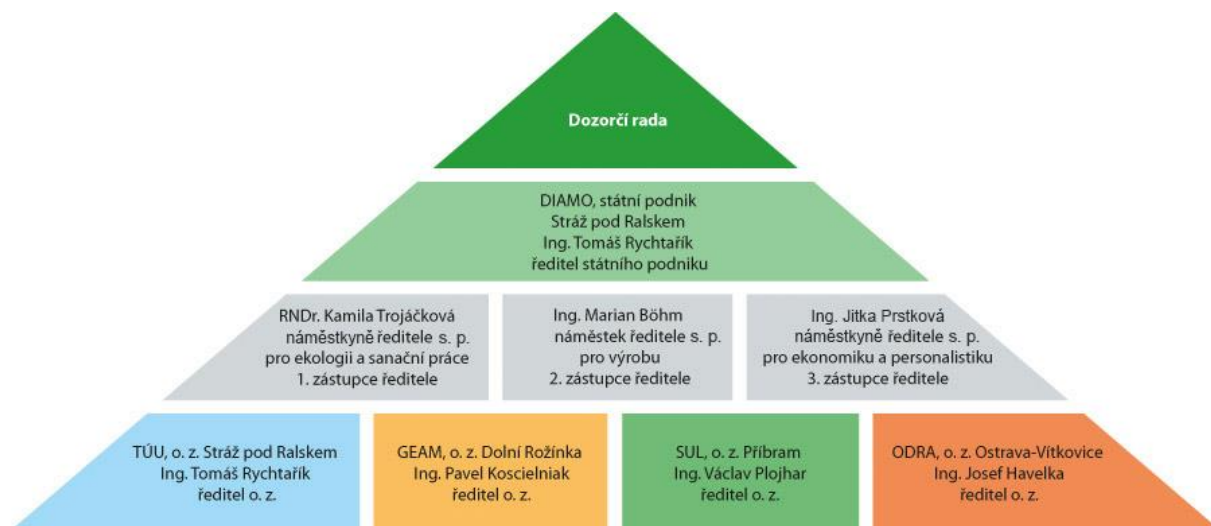 Dozorčí rada
DIAMO, státní podnik
Stráž pod Ralskem
Ing. Tomáš Rychtařík
ředitel státního podniku
RNDr. Kamila Trojáčková
náměstkyně ředitele s. p.
pro ekologii a sanační práce
1. zástupce ředitele
Ing. Marian Böhm
náměstek ředitele s. p.
pro výrobu
2. zástupce ředitele
Ing. Jitka Prstková
náměstkyně ředitele s. p.
pro ekonomiku a personalistiku
3. zástupce ředitele
TÚU, o. z. Stráž pod Ralskem
Ing. Tomáš Rychtařík
ředitel o. z.
GEAM, o. z. Dolní Rožínka
Ing. Pavel Koscielniak
ředitel o. z.
SUL, o. z. Příbram
Ing. Václav Plojhar
ředitel o. z.
ODRA, o. z. Ostrava-Vítkovice
Ing. Josef Havelka
ředitel o. z.